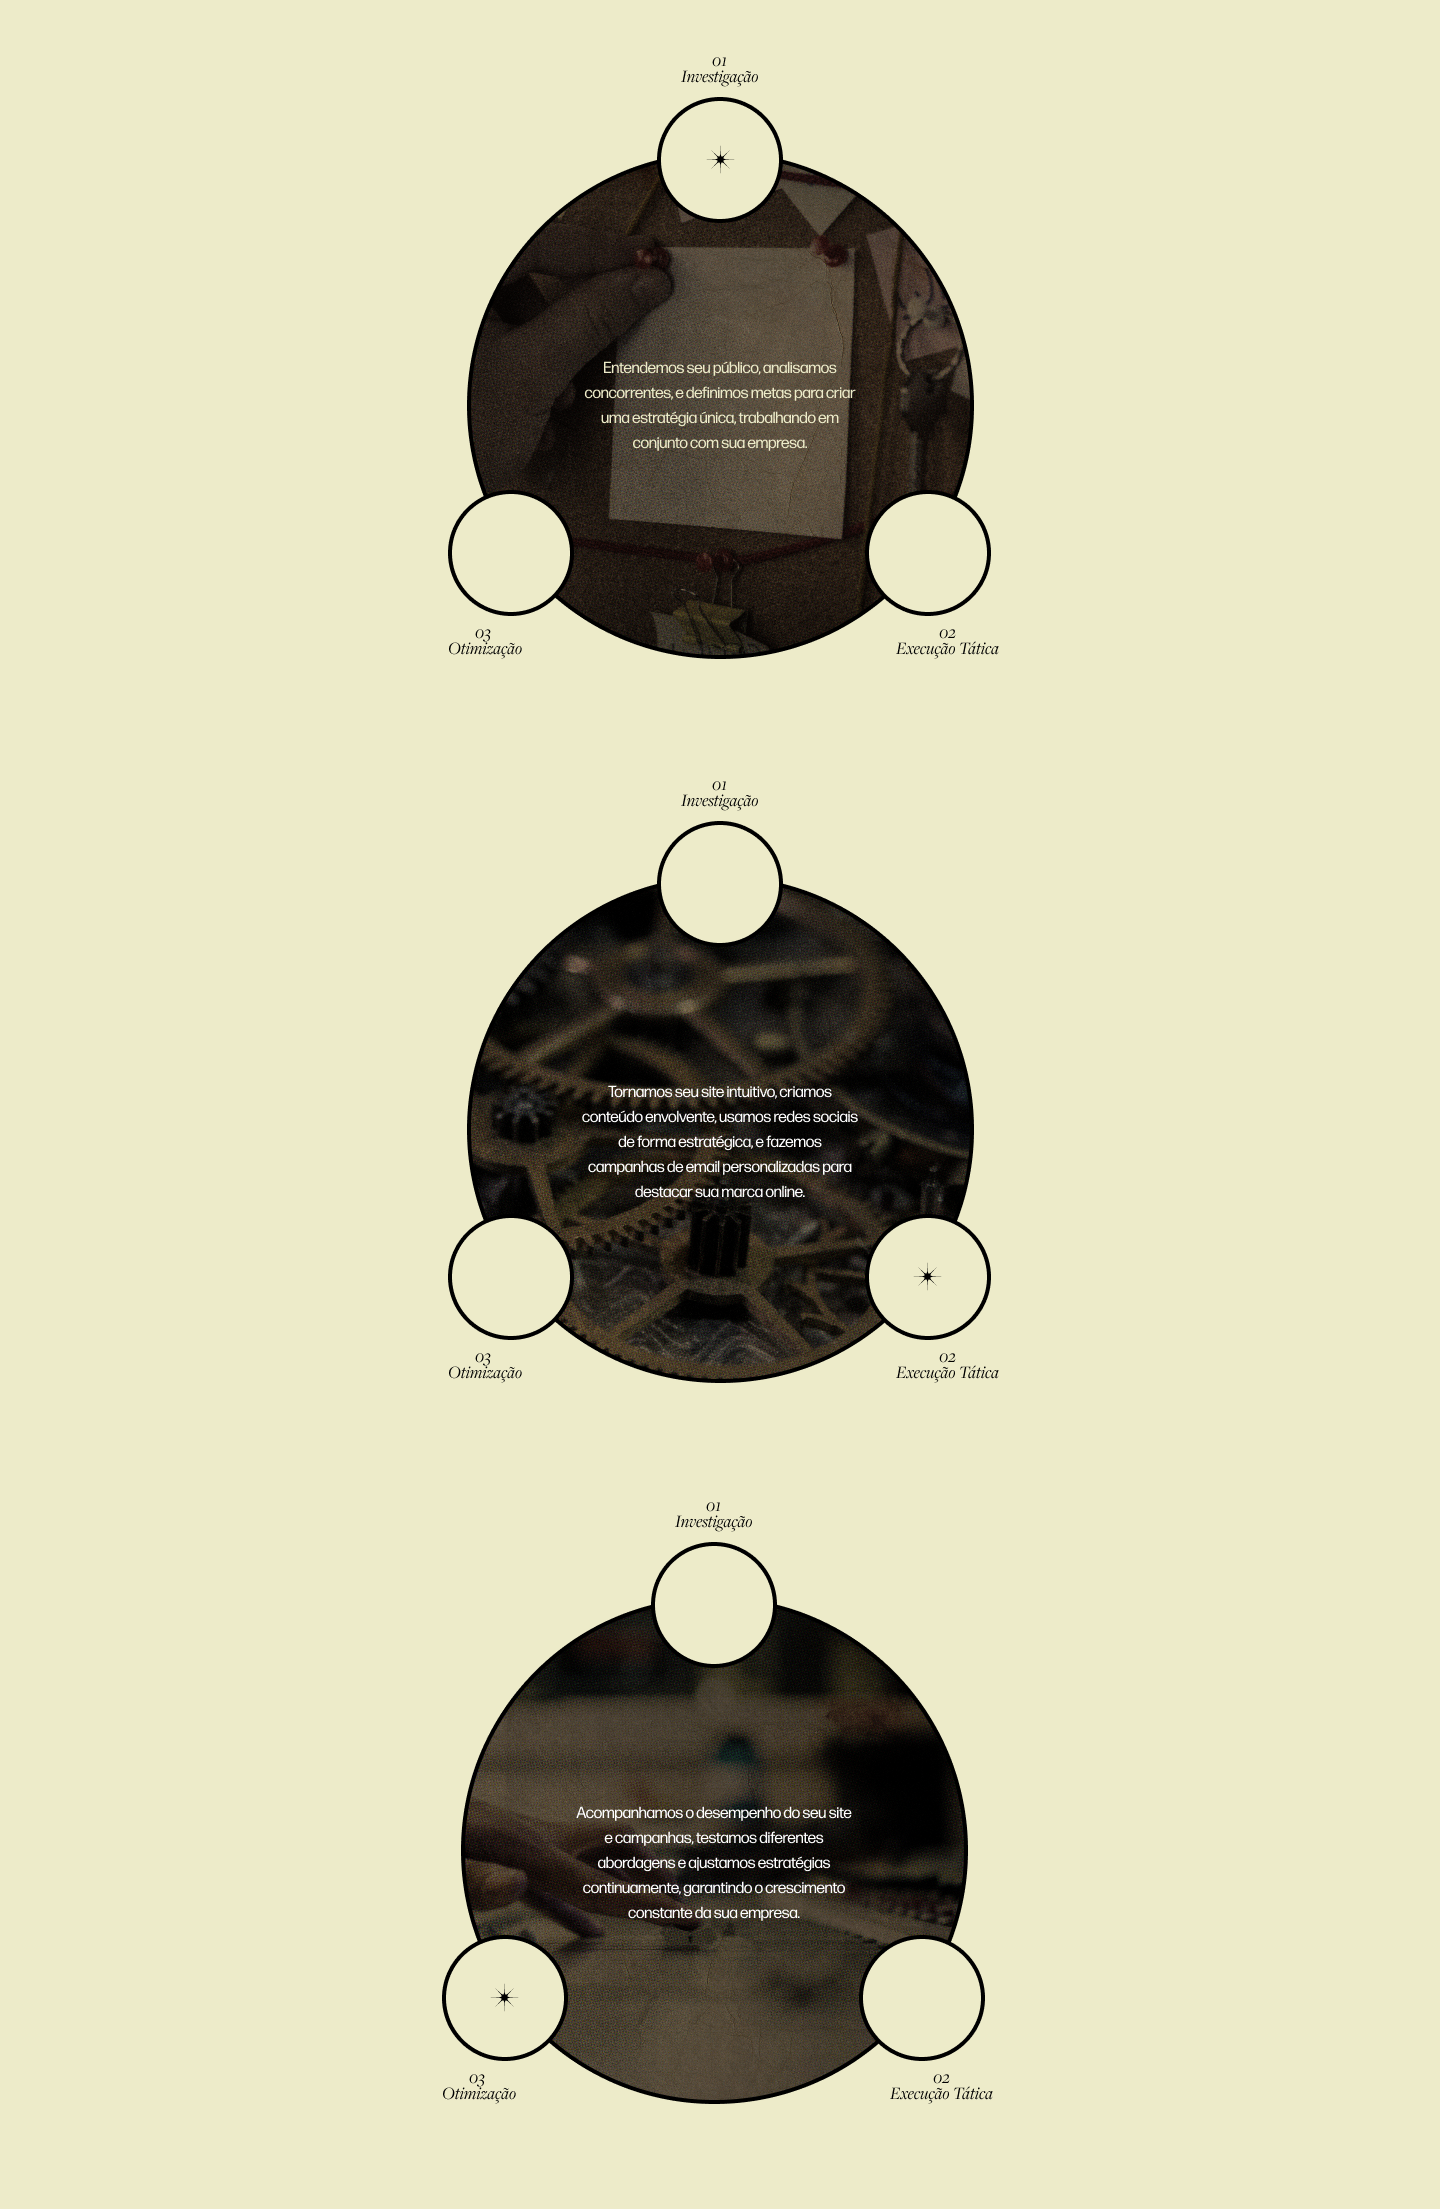 01
Investigação
Entendemos seu público, analisamos
concorrentes, e definimos metas para criar
uma estratégia única, trabalhando em
conjunto com sua empresa.
03
Otimização
02
Execução Tática
01
Investigação
Tornamos seu site intuitivo, criamos
conteúdo envolvente, usamos redes sociais
de forma estratégica, e fazemos
campanhas de email personalizadas para
destacar sua marca online.
03
Otimização
02
Execução Tática
01
Investigação
Acompanhamos o desempenho do seu site
e campanhas, testamos diferentes
abordagens e ajustamos estratégias
continuamente, garantindo o crescimento
constante da sua empresa.
03
Otimização
02
Execução Tática